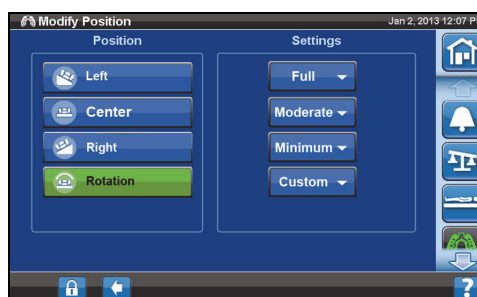 Modify Position
Jan 2, 2013 12:07 P
Position
Settings
Left
Full
Center
Moderate
Right
Minimum
Rotation
Custom
?